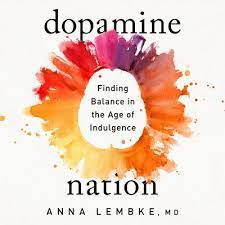 dopamine
Finding
Balance in
the Age of
Indulgence
nation
ANNA LEMBKE, MD